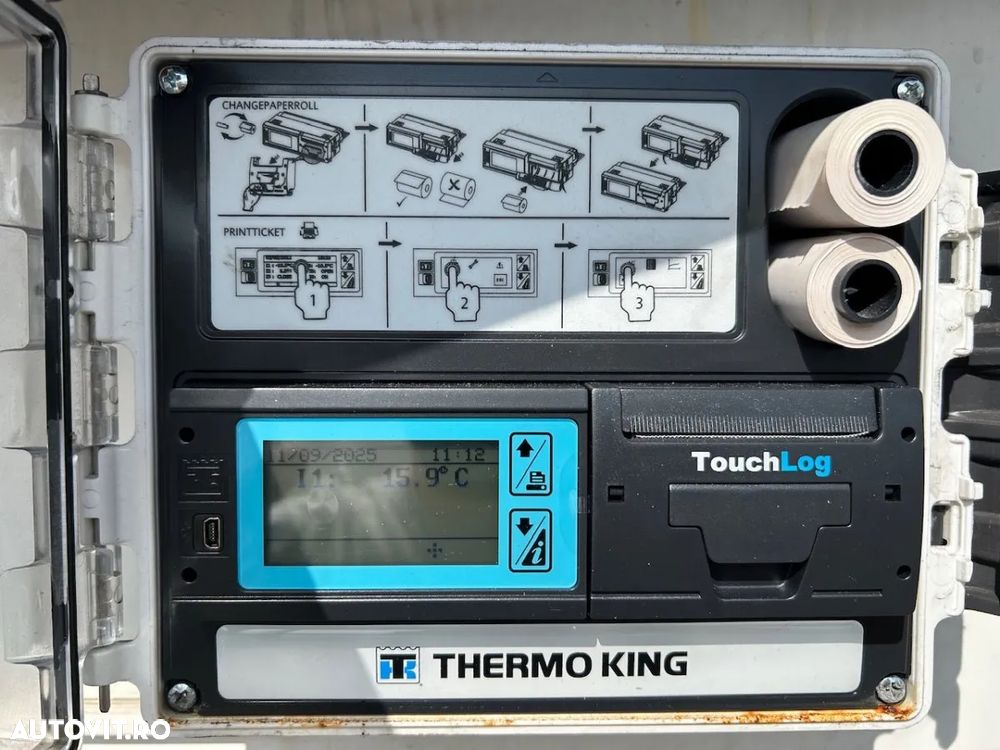 CHANGEPAPERROLL
PRINTTICKET
1
2
3
11/09/2025 11:12
I1: 15.9°C
TouchLog
THERMO KING
AUTOVIT.RO